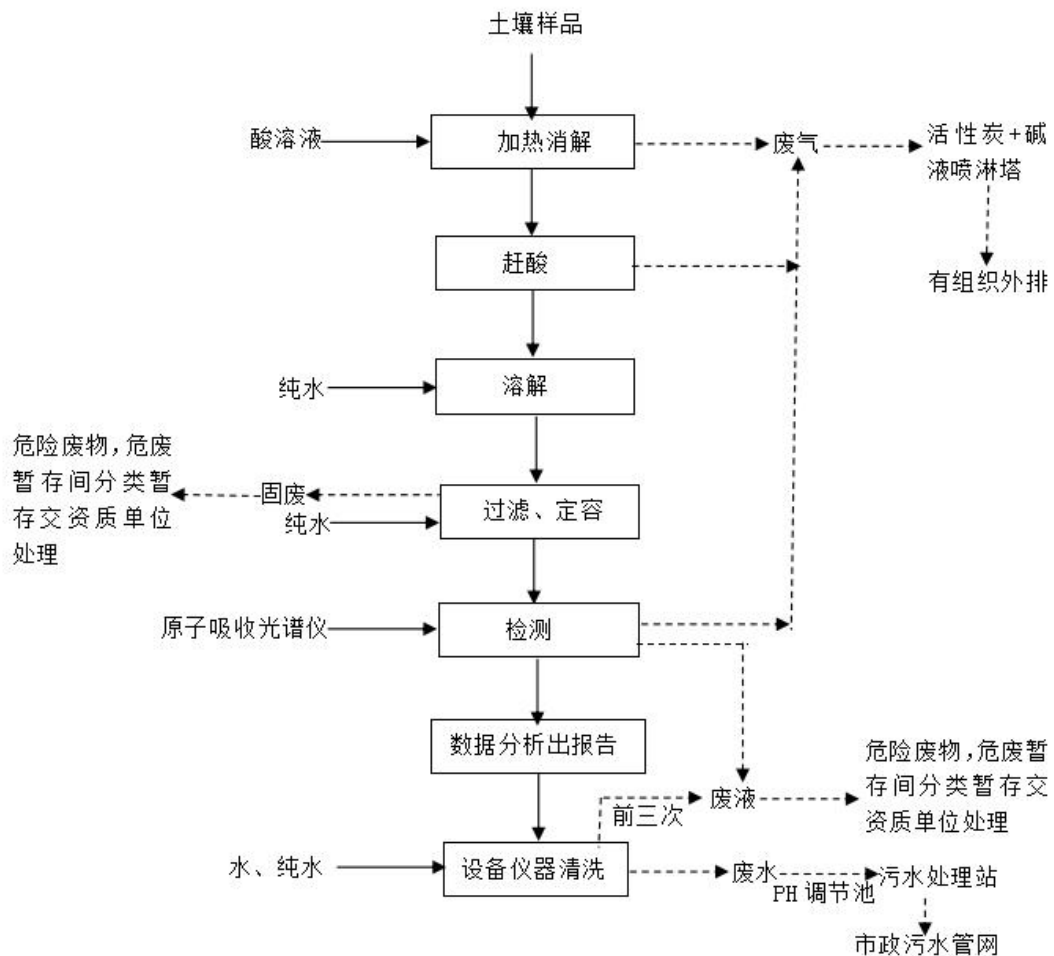 土壤样品
酸溶液
加热消解
废气
活性炭+碱
液喷淋塔
赶酸
有组织外排
纯水
溶解
危险废物，危废
暂存间分类暂
存交资质单位
处理
固废
纯水
过滤、定容
原子吸收光谱仪
检测
数据分析出报告
危险废物，危废暂
存间分类暂存交
资质单位处理
废液
前三次
水、纯水
设备仪器清洗
废水
PH 调节池
污水处理站
市政污水管网